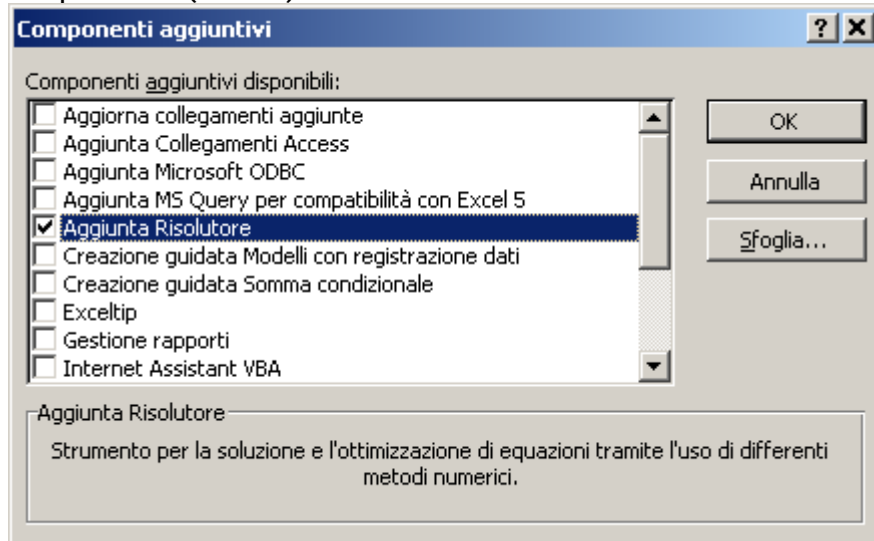 Componenti aggiuntivi
Componenti aggiuntivi disponibili:
Aggiorna collegamenti aggiunte
Aggiunta Collegamenti Access
Aggiunta Microsoft ODBC
Aggiunta MS Query per compatibilità con Excel 5
Aggiunta Risolutore
Creazione guidata Modelli con registrazione dati
Creazione guidata Somma condizionale
Exceltip
Gestione rapporti
Internet Assistant VBA
OK
Annulla
Sfoglia...
Aggiunta Risolutore
Strumento per la soluzione e l'ottimizzazione di equazioni tramite l'uso di differenti
metodi numerici.